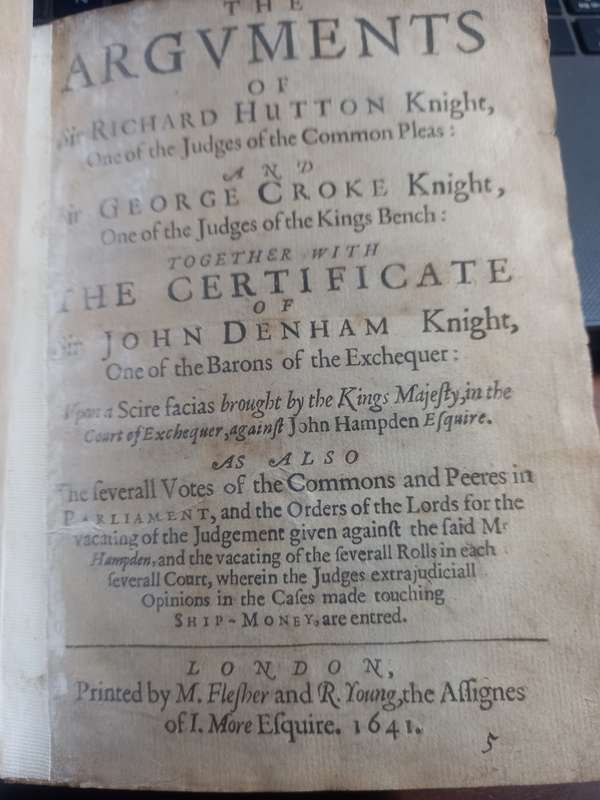 THE
ARGVMENTS
OF
Sir RICHARD HUTTON Knight,
One of the Judges of the Common Pleas:
AND
Sir GEORGE CROKE Knight,
One of the Judges of the Kings Bench:
TOGETHER WITH
THE CERTIFICATE
OF
Sir JOHN DENHAM Knight,
One of the Barons of the Exchequer:
Upon a Scire facias brought by the Kings Majeſty, in the
Court of Exchequer, againſt John Hampden Eſquire.
AS ALSO
The ſeverall Votes of the Commons and Peeres in
PARLIAMENT, and the Orders of the Lords for the
vacating of the Judgement given againſt the ſaid Mr
Hampden, and the vacating of the ſeverall Rolls in each
ſeverall Court, wherein the Judges extrajudiciall
Opinions in the Caſes made touching
SHIP-MONEY, are entred.
LONDON,
Printed by M. Fleſher and R. Young, the Aſſignes
of I. More Eſquire. 1641.
5